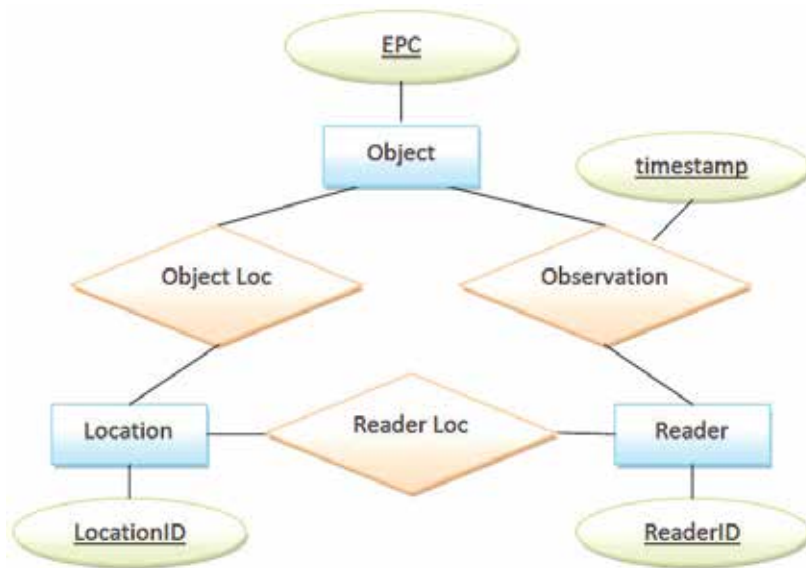 EPC
Object
timestamp
Object Loc
Observation
Location
Reader Loc
Reader
LocationID
ReaderID